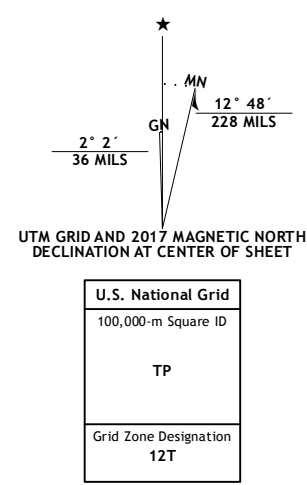 MN
12° 48´
228 MILS
GN
2° 2´
36 MILS
UTM GRID AND 2017 MAGNETIC NORTH
DECLINATION AT CENTER OF SHEET
U.S. National Grid
100,000-m Square ID
TP
Grid Zone Designation
12T